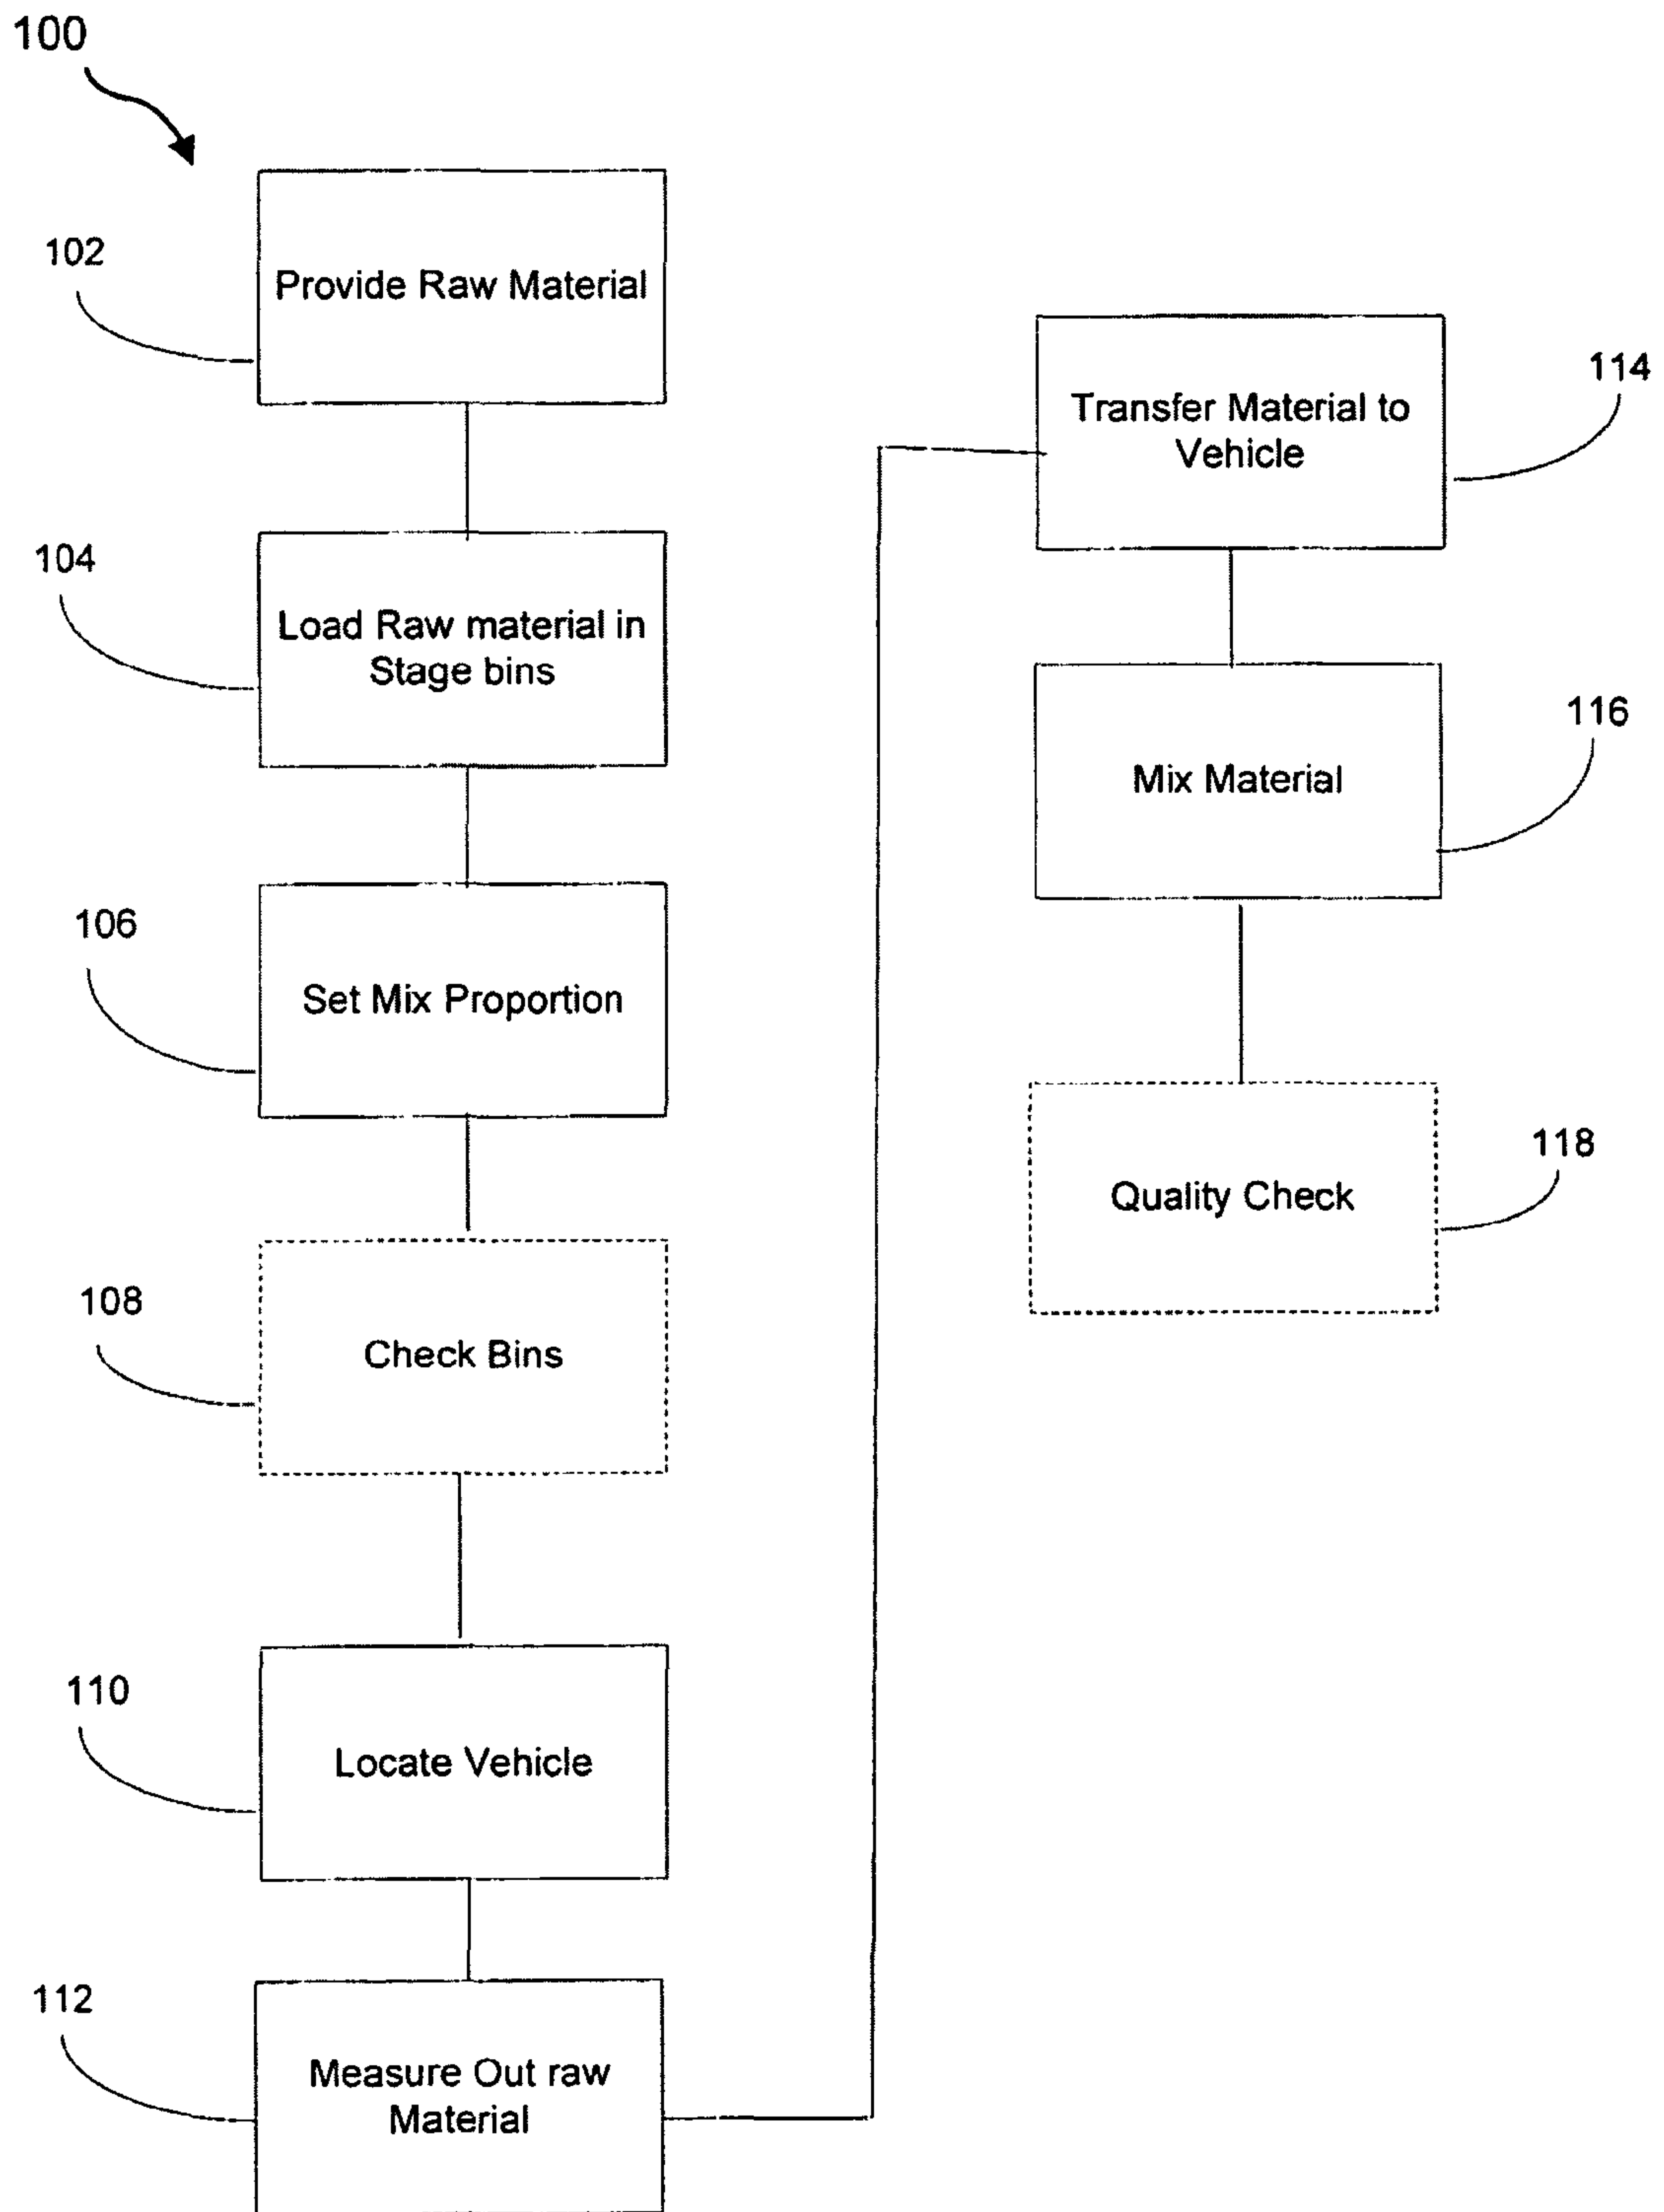 100
102
Provide Raw Material
104
Load Raw material in
Stage bins
106
Set Mix Proportion
108
Check Bins
110
Locate Vehicle
112
Measure Out raw
Material
114
Transfer Material to
Vehicle
116
Mix Material
118
Quality Check